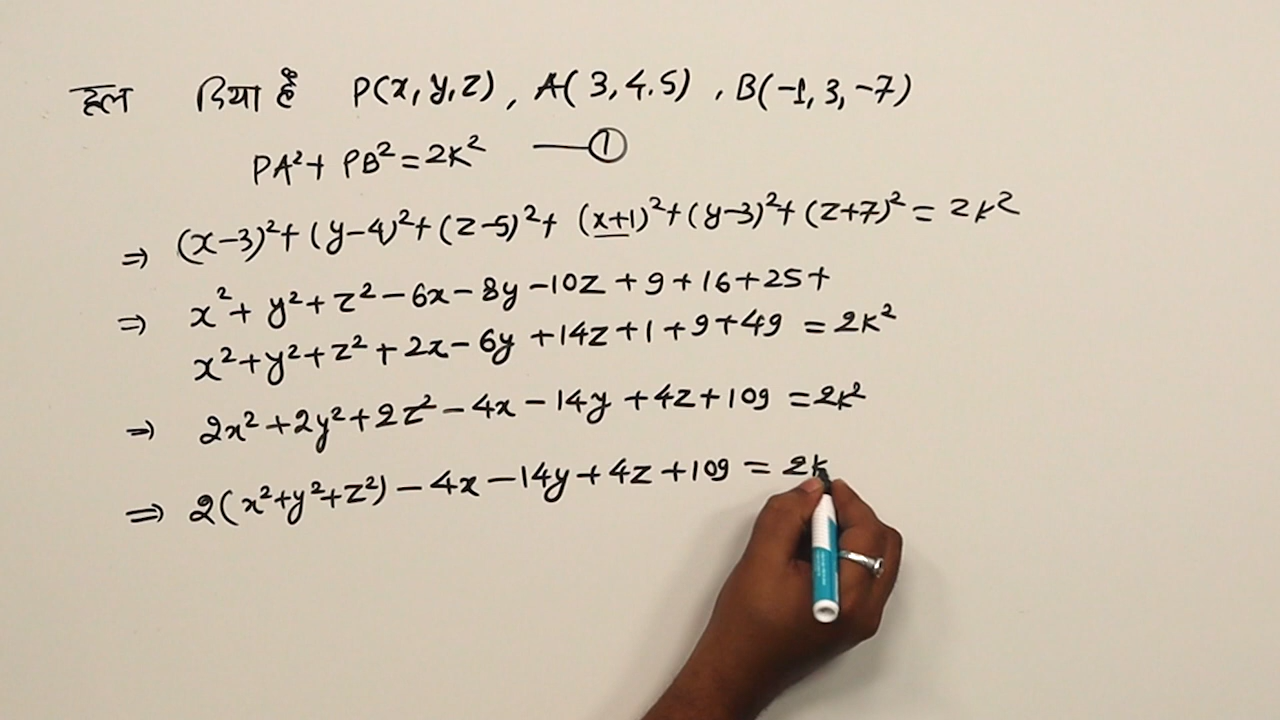 हल दिया है P(x, y, z), A(3, 4.5), B(-1, 3, -7)
PA²+ PB² = 2K² —①
⇒ (x-3)²+(y-4)²+(z-5)²+ (x+1)²+(y-3)²+(z+7)² = 2K²
⇒ x²+ y²+z²-6x-8y-10z+9+16+25+
x²+y²+z²+2x-6y+14z+1+9+49 = 2K²
⇒ 2x²+2y²+2z²-4x-14y+4z+109 = 2K²
⇒ 2(x²+y²+z²)-4x-14y+4z+109 = 2K